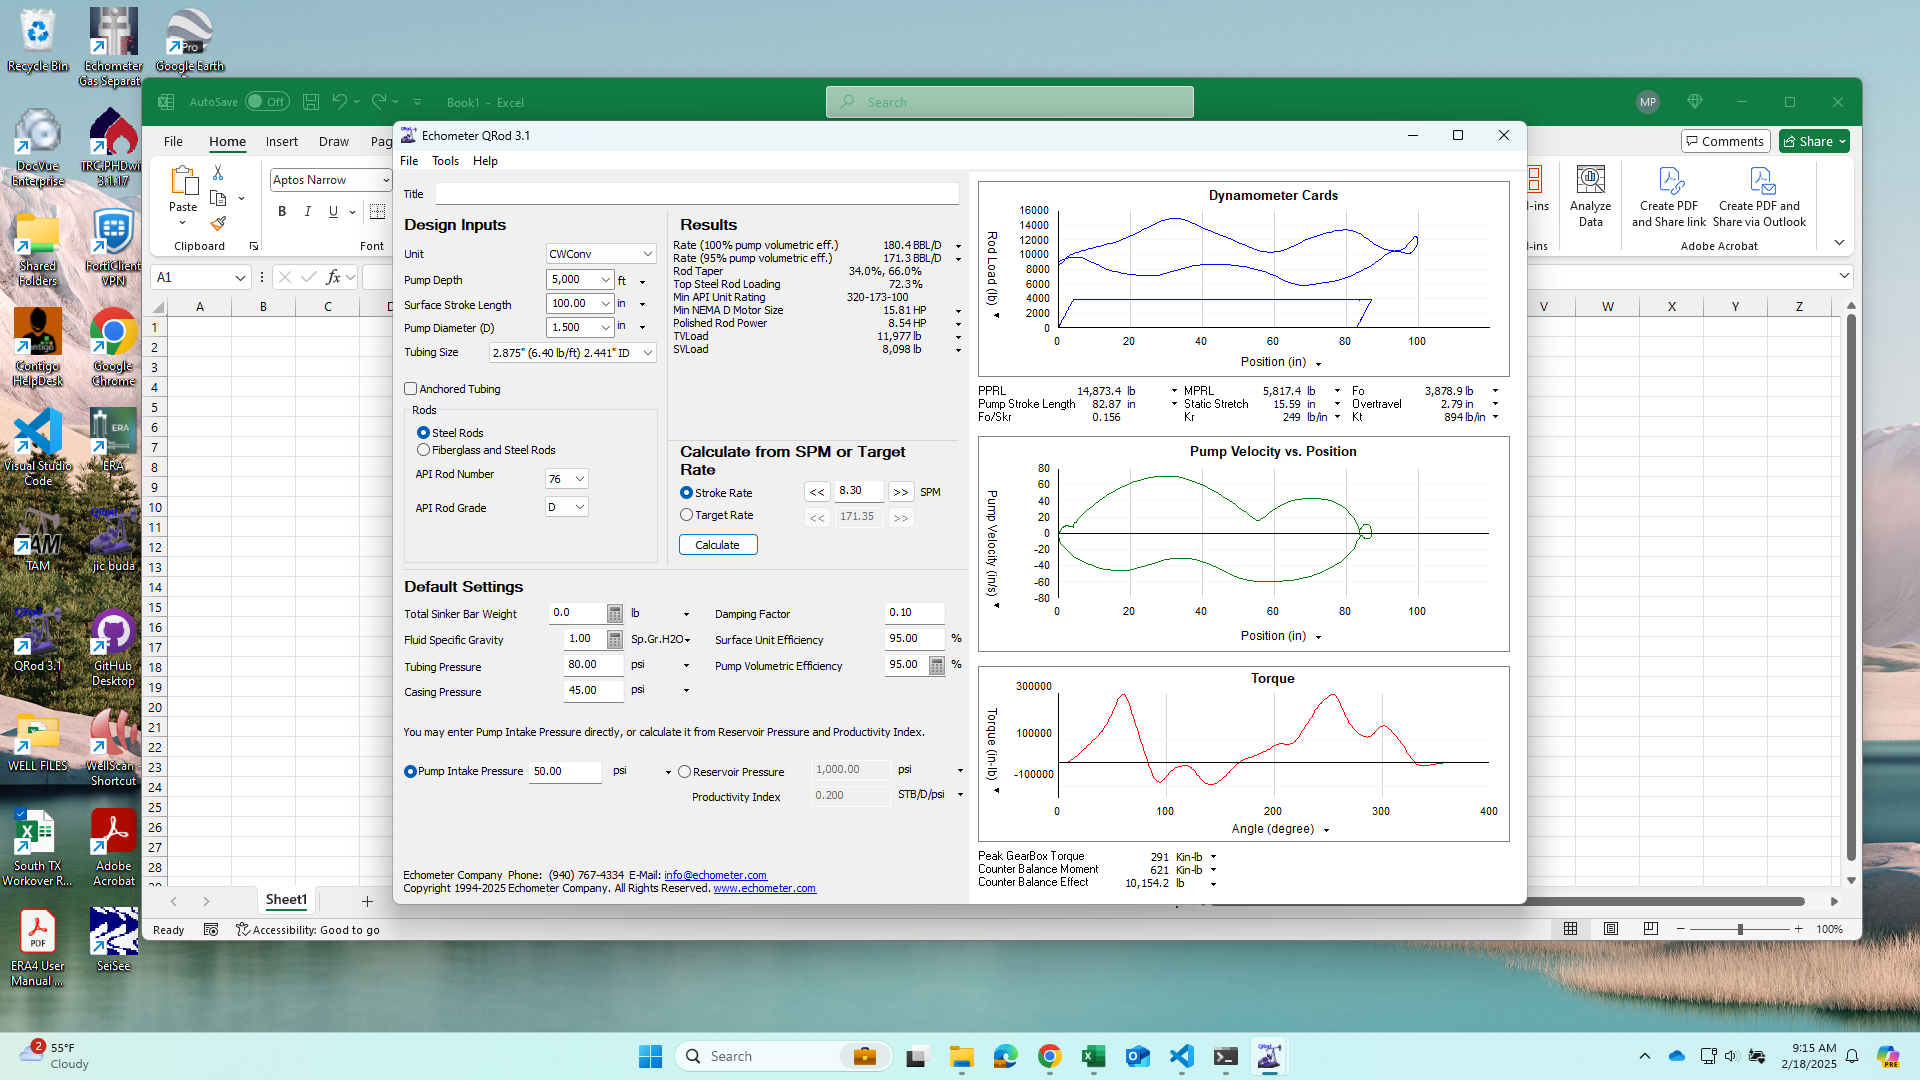 Recycle Bin
Echometer
Gas Separat...
Google Earth
DocVue
Enterprise
TRC.PHDwi...
3.1.17
Shared
Folders
FortiClient
VPN
Contigo
HelpDesk
Google
Chrome
Visual Studio
Code
ERA
TAM
jic buda
QRod 3.1
GitHub
Desktop
WELL FILES
WellScan -
Shortcut
South TX
Workover R...
Adobe
Acrobat
ERA4 User
Manual ...
SeiSee
AutoSave Off
Book1 - Excel
Search
MP
File Home Insert Draw Pag
Comments Share
Paste
Clipboard
Aptos Narrow
B I U
Font
Analyze
Data
Create PDF
and Share link
Create PDF and
Share via Outlook
Adobe Acrobat
A1
fx
A B C V W X Y Z
1
2
3
4
5
6
7
8
9
10
11
12
13
14
15
16
17
18
19
20
21
22
23
24
25
26
27
28
Echometer QRod 3.1
File Tools Help
Title
Design Inputs
Unit CWConv
Pump Depth 5,000 ft
Surface Stroke Length 100.00 in
Pump Diameter (D) 1.500 in
Tubing Size 2.875" (6.40 lb/ft) 2.441" ID
Anchored Tubing
Rods
Steel Rods
Fiberglass and Steel Rods
API Rod Number 76
API Rod Grade D
Results
Rate (100% pump volumetric eff.) 180.4 BBL/D
Rate (95% pump volumetric eff.) 171.3 BBL/D
Rod Taper 34.0%, 66.0%
Top Steel Rod Loading 72.3%
Min API Unit Rating 320-173-100
Min NEMA D Motor Size 15.81 HP
Polished Rod Power 8.54 HP
TVLoad 11,977 lb
SVLoad 8,098 lb
Calculate from SPM or Target
Rate
Stroke Rate << 8.30 >> SPM
Target Rate << 171.35 >>
Calculate
Default Settings
Total Sinker Bar Weight 0.0 lb
Fluid Specific Gravity 1.00 Sp.Gr.H2O
Tubing Pressure 80.00 psi
Casing Pressure 45.00 psi
Damping Factor 0.10
Surface Unit Efficiency 95.00 %
Pump Volumetric Efficiency 95.00 %
You may enter Pump Intake Pressure directly, or calculate it from Reservoir Pressure and Productivity Index.
Pump Intake Pressure 50.00 psi
Reservoir Pressure 1,000.00 psi
Productivity Index 0.200 STB/D/psi
Echometer Company Phone: (940) 767-4334 E-Mail: info@echometer.com
Copyright 1994-2025 Echometer Company. All Rights Reserved. www.echometer.com
Dynamometer Cards
Rod Load (lb)
16000
14000
12000
10000
8000
6000
4000
2000
0
0 20 40 60 80 100
Position (in)
PPRL 14,873.4 lb MPRL 5,817.4 lb Fo 3,878.9 lb
Pump Stroke Length 82.87 in Static Stretch 15.59 in Overtravel 2.79 in
Fo/Skr 0.156 Kr 249 lb/in Kt 894 lb/in
Pump Velocity vs. Position
Pump Velocity (in/s)
80
60
40
20
0
-20
-40
-60
-80
0 20 40 60 80 100
Position (in)
Torque
Torque (in-lb)
300000
100000
-100000
0 100 200 300 400
Angle (degree)
Peak GearBox Torque 291 Kin-lb
Counter Balance Moment 621 Kin-lb
Counter Balance Effect 10,154.2 lb
Sheet1
Ready Accessibility: Good to go
100%
2
55°F
Cloudy
Search
9:15 AM
2/18/2025